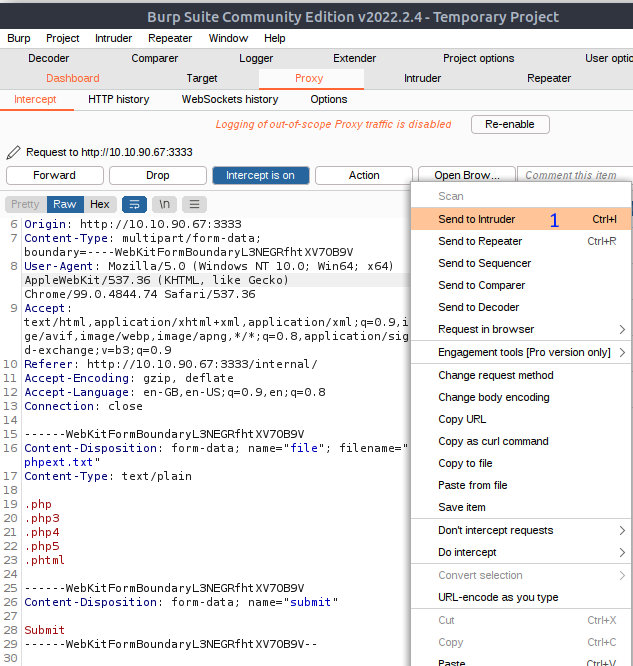 Burp Suite Community Edition v2022.2.4 - Temporary Project
Burp Project Intruder Repeater Window Help
Decoder Comparer Logger Extender Project options User optio
Dashboard Target Proxy Intruder Repeater
Intercept HTTP history WebSockets history Options
Logging of out-of-scope Proxy traffic is disabled Re-enable
Request to http://10.10.90.67:3333
Forward Drop Intercept is on Action Open Brow... Comment this item
Pretty Raw Hex \n
6 Origin: http://10.10.90.67:3333
7 Content-Type: multipart/form-data;
boundary=----WebKitFormBoundaryL3NEGRfhtXV70B9V
8 User-Agent: Mozilla/5.0 (Windows NT 10.0; Win64; x64)
AppleWebKit/537.36 (KHTML, like Gecko)
Chrome/99.0.4844.74 Safari/537.36
9 Accept:
text/html,application/xhtml+xml,application/xml;q=0.9,i
ge/avif,image/webp,image/apng,*/*;q=0.8,application/sig
d-exchange;v=b3;q=0.9
10 Referer: http://10.10.90.67:3333/internal/
11 Accept-Encoding: gzip, deflate
12 Accept-Language: en-GB,en-US;q=0.9,en;q=0.8
13 Connection: close
14
15 ------WebKitFormBoundaryL3NEGRfhtXV70B9V
16 Content-Disposition: form-data; name="file"; filename="
phpext.txt"
17 Content-Type: text/plain
18
19 .php
20 .php3
21 .php4
22 .php5
23 .phtml
24
25 ------WebKitFormBoundaryL3NEGRfhtXV70B9V
26 Content-Disposition: form-data; name="submit"
27
28 Submit
29 ------WebKitFormBoundaryL3NEGRfhtXV70B9V--
30
Scan
Send to Intruder 1 Ctrl+I
Send to Repeater Ctrl+R
Send to Sequencer
Send to Comparer
Send to Decoder
Request in browser
Engagement tools [Pro version only]
Change request method
Change body encoding
Copy URL
Copy as curl command
Copy to file
Paste from file
Save item
Don't intercept requests
Do intercept
Convert selection
URL-encode as you type
Cut Ctrl+X
Copy Ctrl+C
Paste Ctrl+V